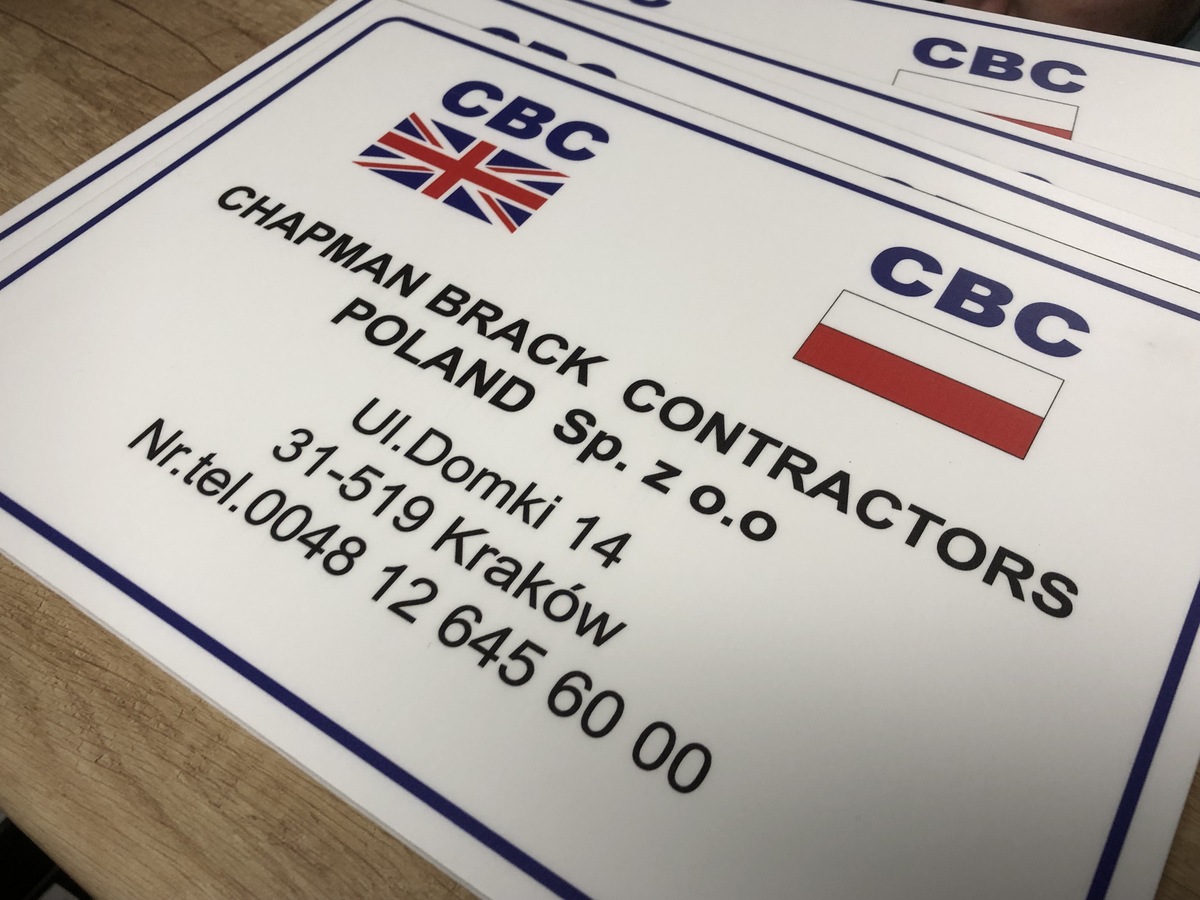 CBC
CBC
CBC
CHAPMAN BRACK CONTRACTORS
POLAND Sp. z o.o
Ul.Domki 14
31-519 Kraków
Nr.tel.0048 12 645 60 00